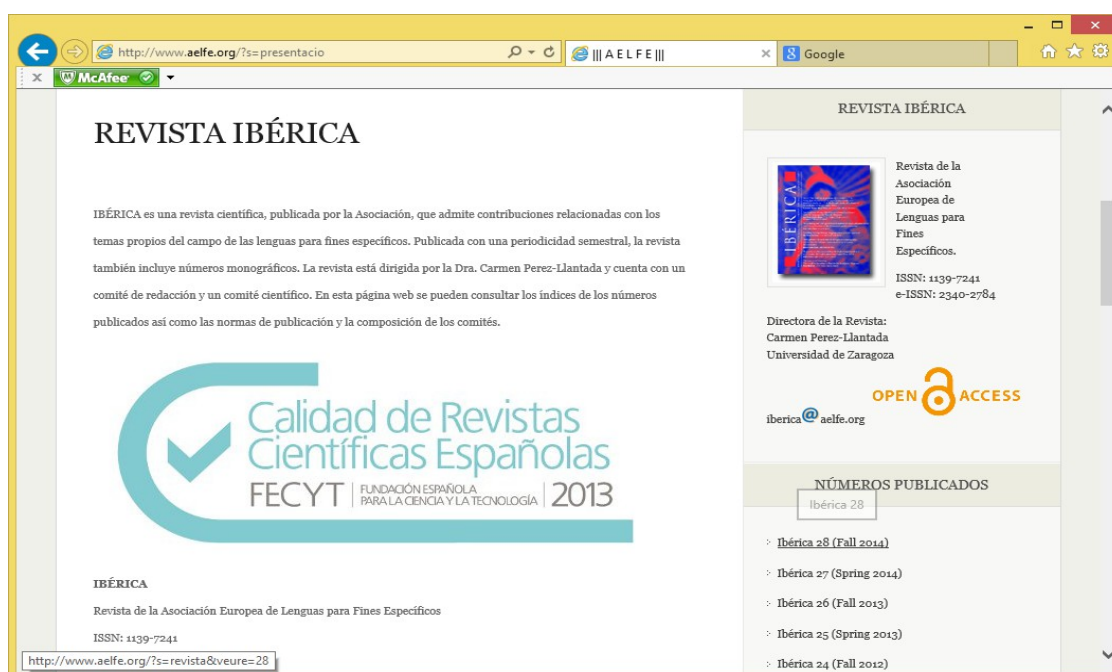 http://www.aelfe.org/?s=presentacio
||| A E L F E |||
Google
McAfee
REVISTA IBÉRICA
IBÉRICA es una revista científica, publicada por la Asociación, que admite contribuciones relacionadas con los
temas propios del campo de las lenguas para fines específicos. Publicada con una periodicidad semestral, la revista
también incluye números monográficos. La revista está dirigida por la Dra. Carmen Perez-Llantada y cuenta con un
comité de redacción y un comité científico. En esta página web se pueden consultar los índices de los números
publicados así como las normas de publicación y la composición de los comités.
Calidad de Revistas
Científicas Españolas
FECYT
FUNDACIÓN ESPAÑOLA
PARA LA CIENCIA Y LA TECNOLOGÍA
2013
IBÉRICA
Revista de la Asociación Europea de Lenguas para Fines Específicos
ISSN: 1139-7241
http://www.aelfe.org/?s=revista&veure=28
REVISTA IBÉRICA
IBÉRICA
Revista de la
Asociación
Europea de
Lenguas para
Fines
Específicos.
ISSN: 1139-7241
e-ISSN: 2340-2784
Directora de la Revista:
Carmen Perez-Llantada
Universidad de Zaragoza
OPEN ACCESS
iberica@aelfe.org
NÚMEROS PUBLICADOS
Ibérica 28
Ibérica 28 (Fall 2014)
Ibérica 27 (Spring 2014)
Ibérica 26 (Fall 2013)
Ibérica 25 (Spring 2013)
Ibérica 24 (Fall 2012)